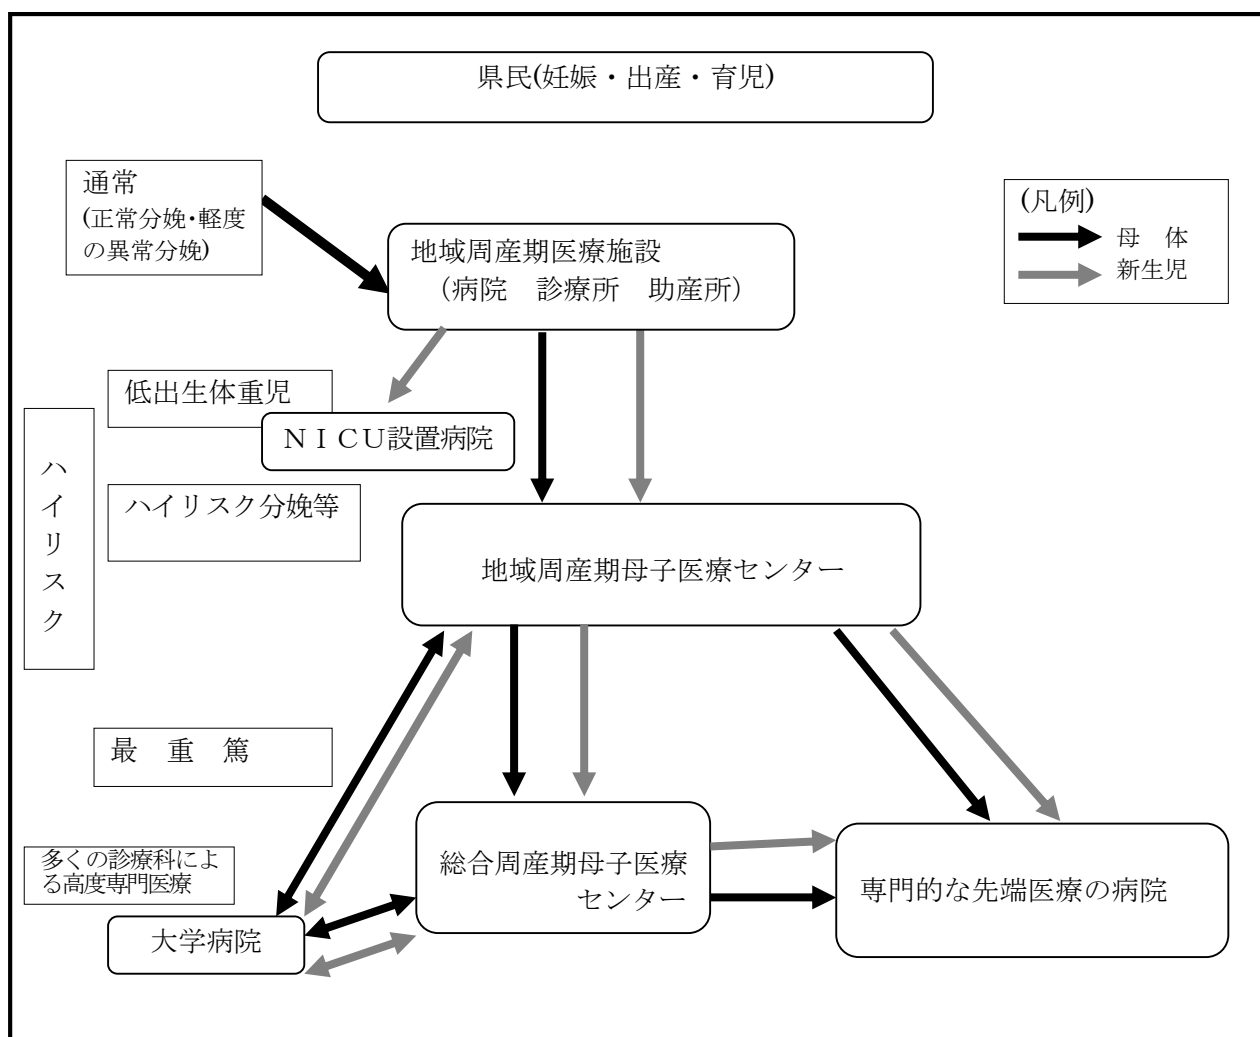 県民(妊娠・出産・育児)
通常
(正常分娩・軽度
の異常分娩)
(凡例)
母　体
新生児
地域周産期医療施設
（病院　診療所　助産所）
低出生体重児
ＮＩＣＵ設置病院
ハイリスク
ハイリスク分娩等
地域周産期母子医療センター
最　重　篤
多くの診療科によ
る高度専門医療
総合周産期母子医療
センター
専門的な先端医療の病院
大学病院